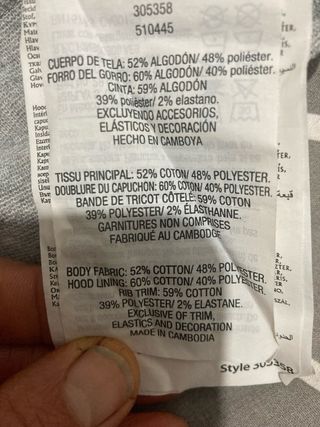 305358
510445
CUERPO DE TELA: 52% ALGODÓN/ 48% poliéster.
FORRO DEL GORRO: 60% ALGODÓN/ 40% poliéster.
CINTA: 59% ALGODÓN
39% poliéster/ 2% elastano.
EXCLUYENDO ACCESORIOS,
ELÁSTICOS Y DECORACIÓN
HECHO EN CAMBOYA
TISSU PRINCIPAL: 52% COTON/ 48% POLYESTER.
DOUBLURE DU CAPUCHON: 60% COTON/ 40% POLYESTER.
BANDE DE TRICOT CÔTELÉ: 59% COTON
39% POLYESTER/ 2% ÉLASTHANNE.
GARNITURES NON COMPRISES
FABRIQUÉ AU CAMBODGE
BODY FABRIC: 52% COTTON/ 48% POLYESTER.
HOOD LINING: 60% COTTON/ 40% POLYESTER.
RIB TRIM: 59% COTTON
39% POLYESTER/ 2% ELASTANE.
EXCLUSIVE OF TRIM,
ELASTICS AND DECORATION
MADE IN CAMBODIA
Style 305358